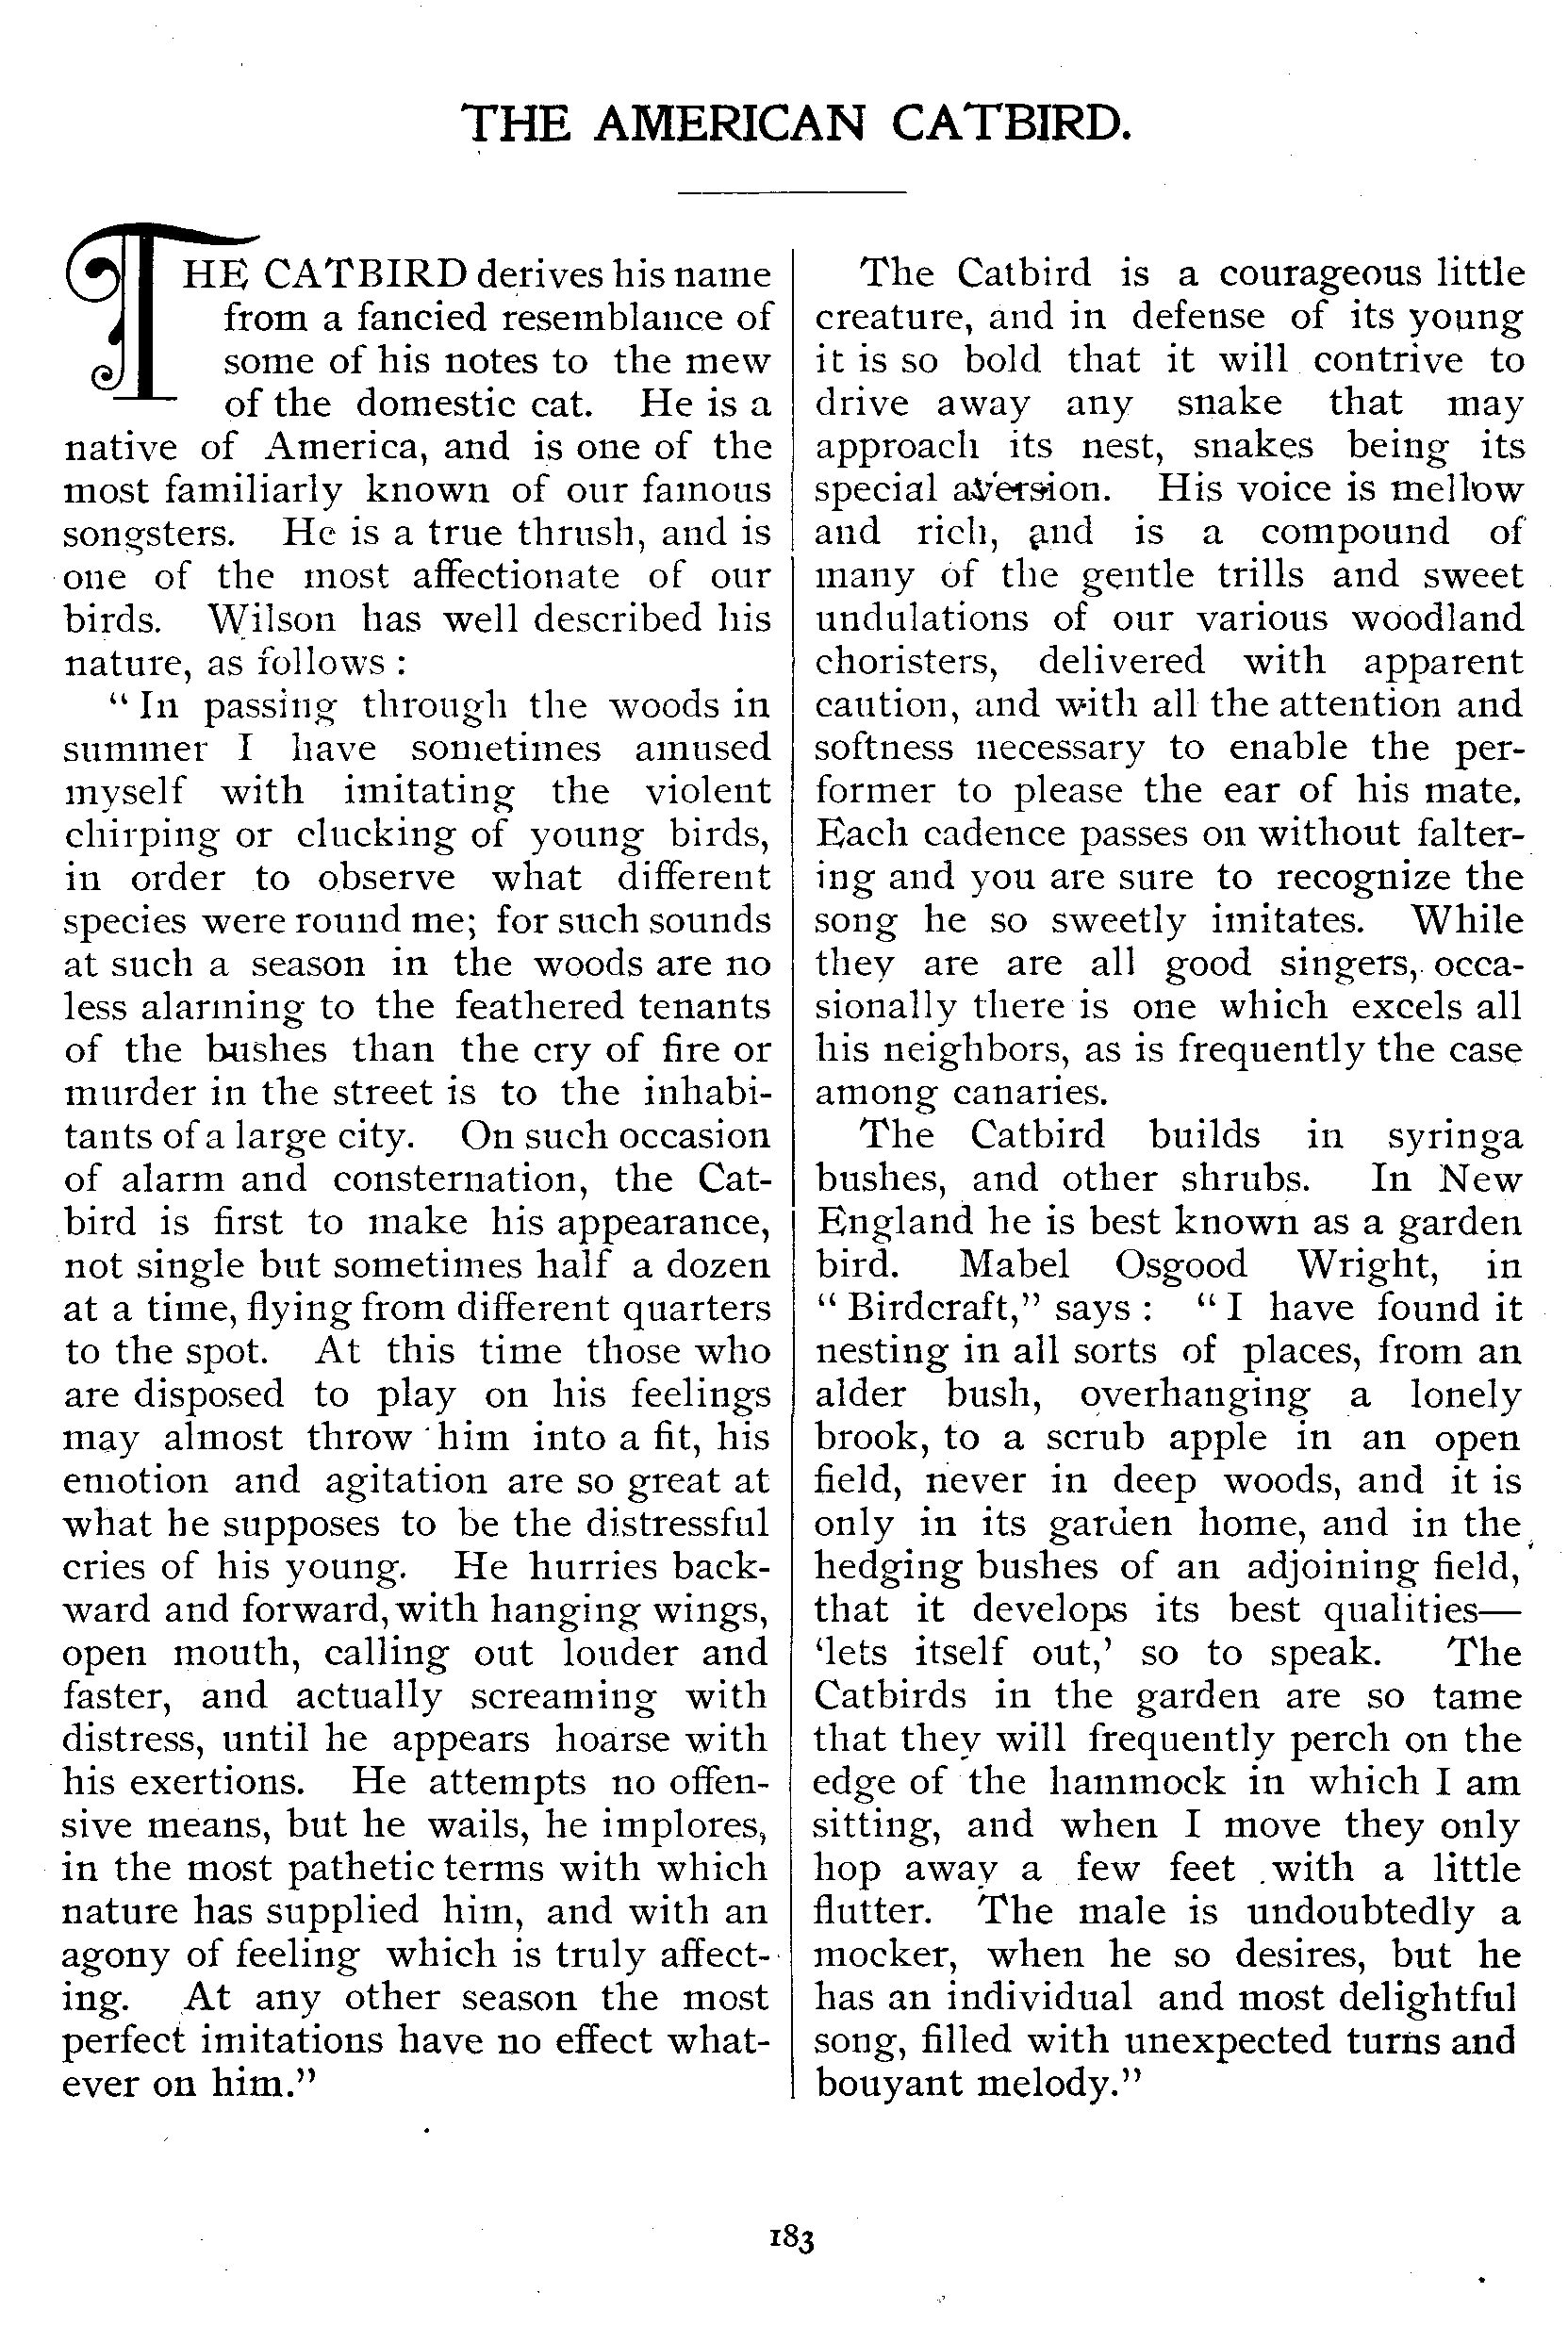 THE AMERICAN CATBIRD.
THE CATBIRD derives his name
from a fancied resemblance of
some of his notes to the mew
of the domestic cat. He is a
native of America, and is one of the
most familiarly known of our famous
songsters. He is a true thrush, and is
one of the most affectionate of our
birds. Wilson has well described his
nature, as follows :
“ In passing through the woods in
summer I have sometimes amused
myself with imitating the violent
chirping or clucking of young birds,
in order to observe what different
species were round me; for such sounds
at such a season in the woods are no
less alarming to the feathered tenants
of the bushes than the cry of fire or
murder in the street is to the inhabi-
tants of a large city. On such occasion
of alarm and consternation, the Cat-
bird is first to make his appearance,
not single but sometimes half a dozen
at a time, flying from different quarters
to the spot. At this time those who
are disposed to play on his feelings
may almost throw him into a fit, his
emotion and agitation are so great at
what he supposes to be the distressful
cries of his young. He hurries back-
ward and forward, with hanging wings,
open mouth, calling out louder and
faster, and actually screaming with
distress, until he appears hoarse with
his exertions. He attempts no offen-
sive means, but he wails, he implores,
in the most pathetic terms with which
nature has supplied him, and with an
agony of feeling which is truly affect-
ing. At any other season the most
perfect imitations have no effect what-
ever on him.”
The Catbird is a courageous little
creature, and in defense of its young
it is so bold that it will contrive to
drive away any snake that may
approach its nest, snakes being its
special aversion. His voice is mellow
and rich, and is a compound of
many of the gentle trills and sweet
undulations of our various woodland
choristers, delivered with apparent
caution, and with all the attention and
softness necessary to enable the per-
former to please the ear of his mate.
Each cadence passes on without falter-
ing and you are sure to recognize the
song he so sweetly imitates. While
they are are all good singers, occa-
sionally there is one which excels all
his neighbors, as is frequently the case
among canaries.
The Catbird builds in syringa
bushes, and other shrubs. In New
England he is best known as a garden
bird. Mabel Osgood Wright, in
“ Birdcraft,” says : “ I have found it
nesting in all sorts of places, from an
alder bush, overhanging a lonely
brook, to a scrub apple in an open
field, never in deep woods, and it is
only in its garden home, and in the
hedging bushes of an adjoining field,
that it develops its best qualities—
‘lets itself out,’ so to speak. The
Catbirds in the garden are so tame
that they will frequently perch on the
edge of the hammock in which I am
sitting, and when I move they only
hop away a few feet with a little
flutter. The male is undoubtedly a
mocker, when he so desires, but he
has an individual and most delightful
song, filled with unexpected turns and
bouyant melody.”
183